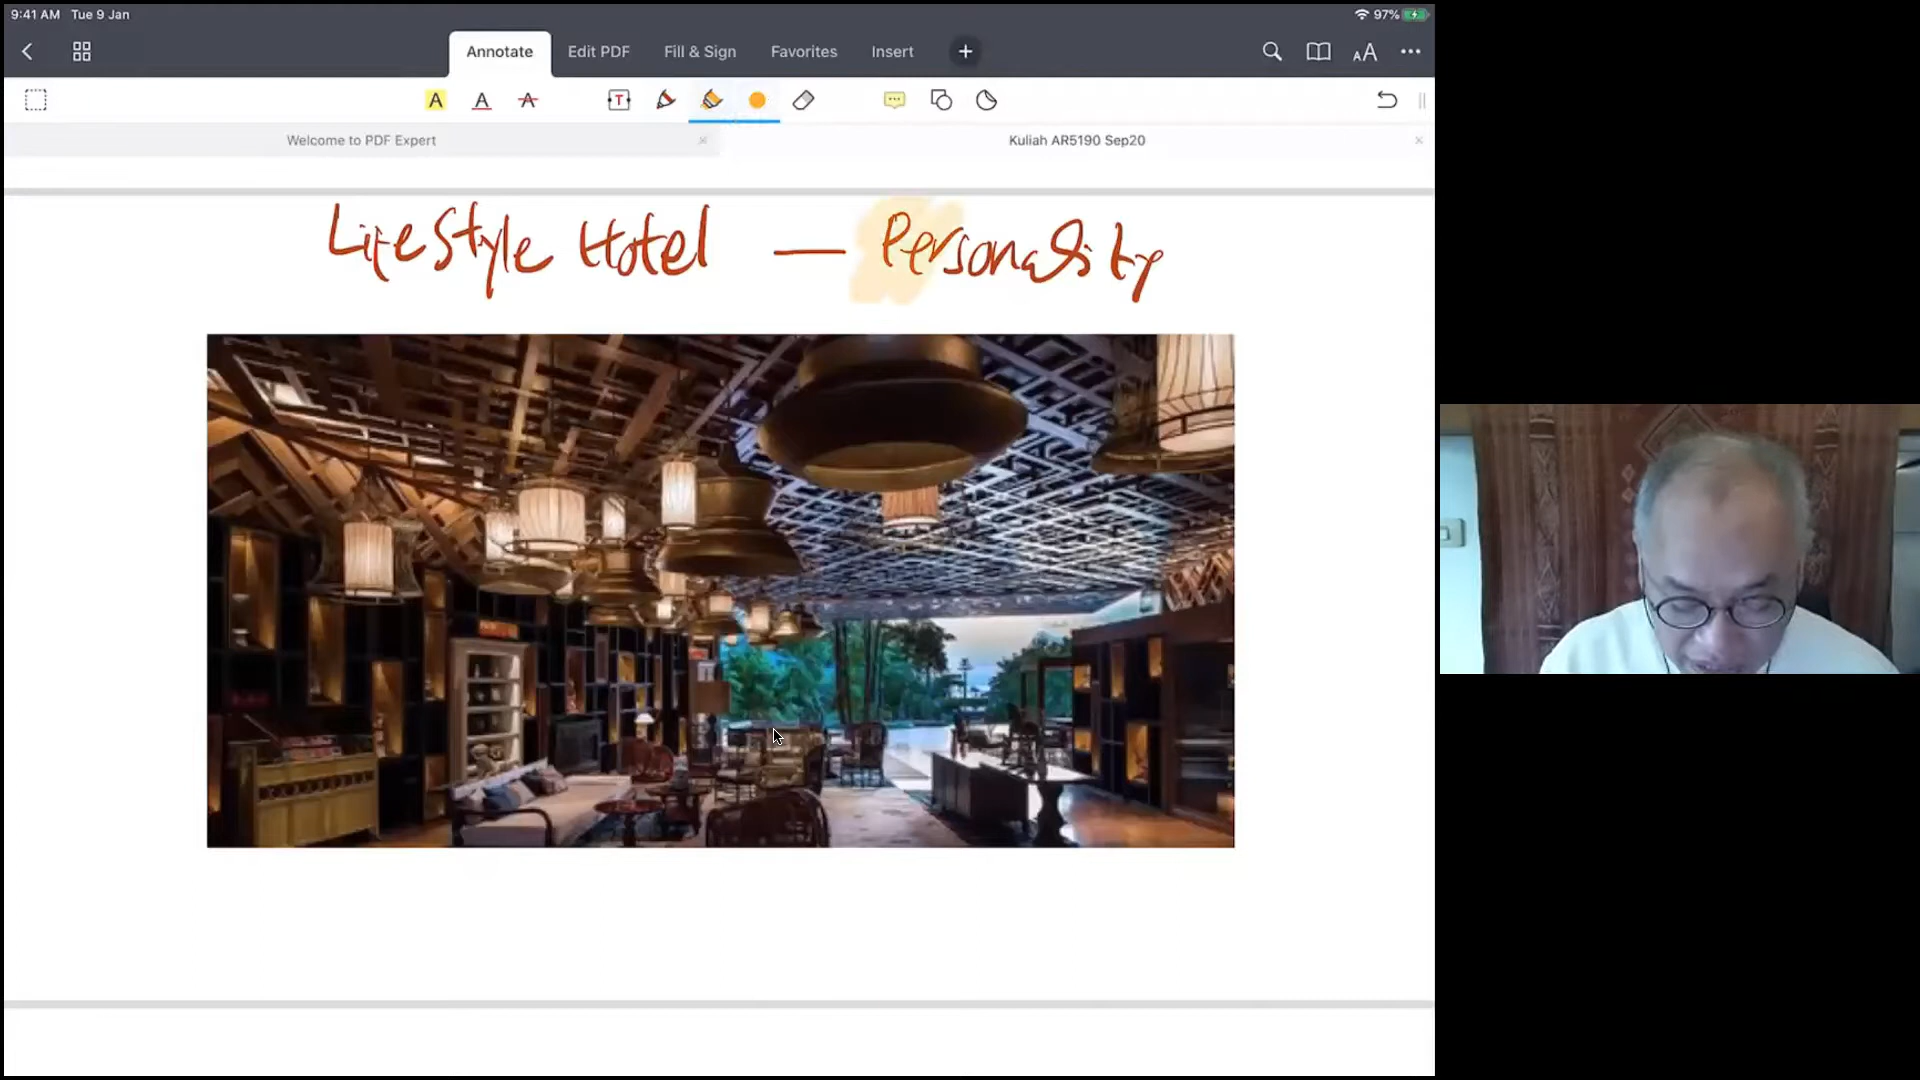 9:41 AM Tue 9 Jan 97%
Annotate Edit PDF Fill & Sign Favorites Insert
Welcome to PDF Expert Kuliah AR5190 Sep20
LifeStyle Hotel — Personality